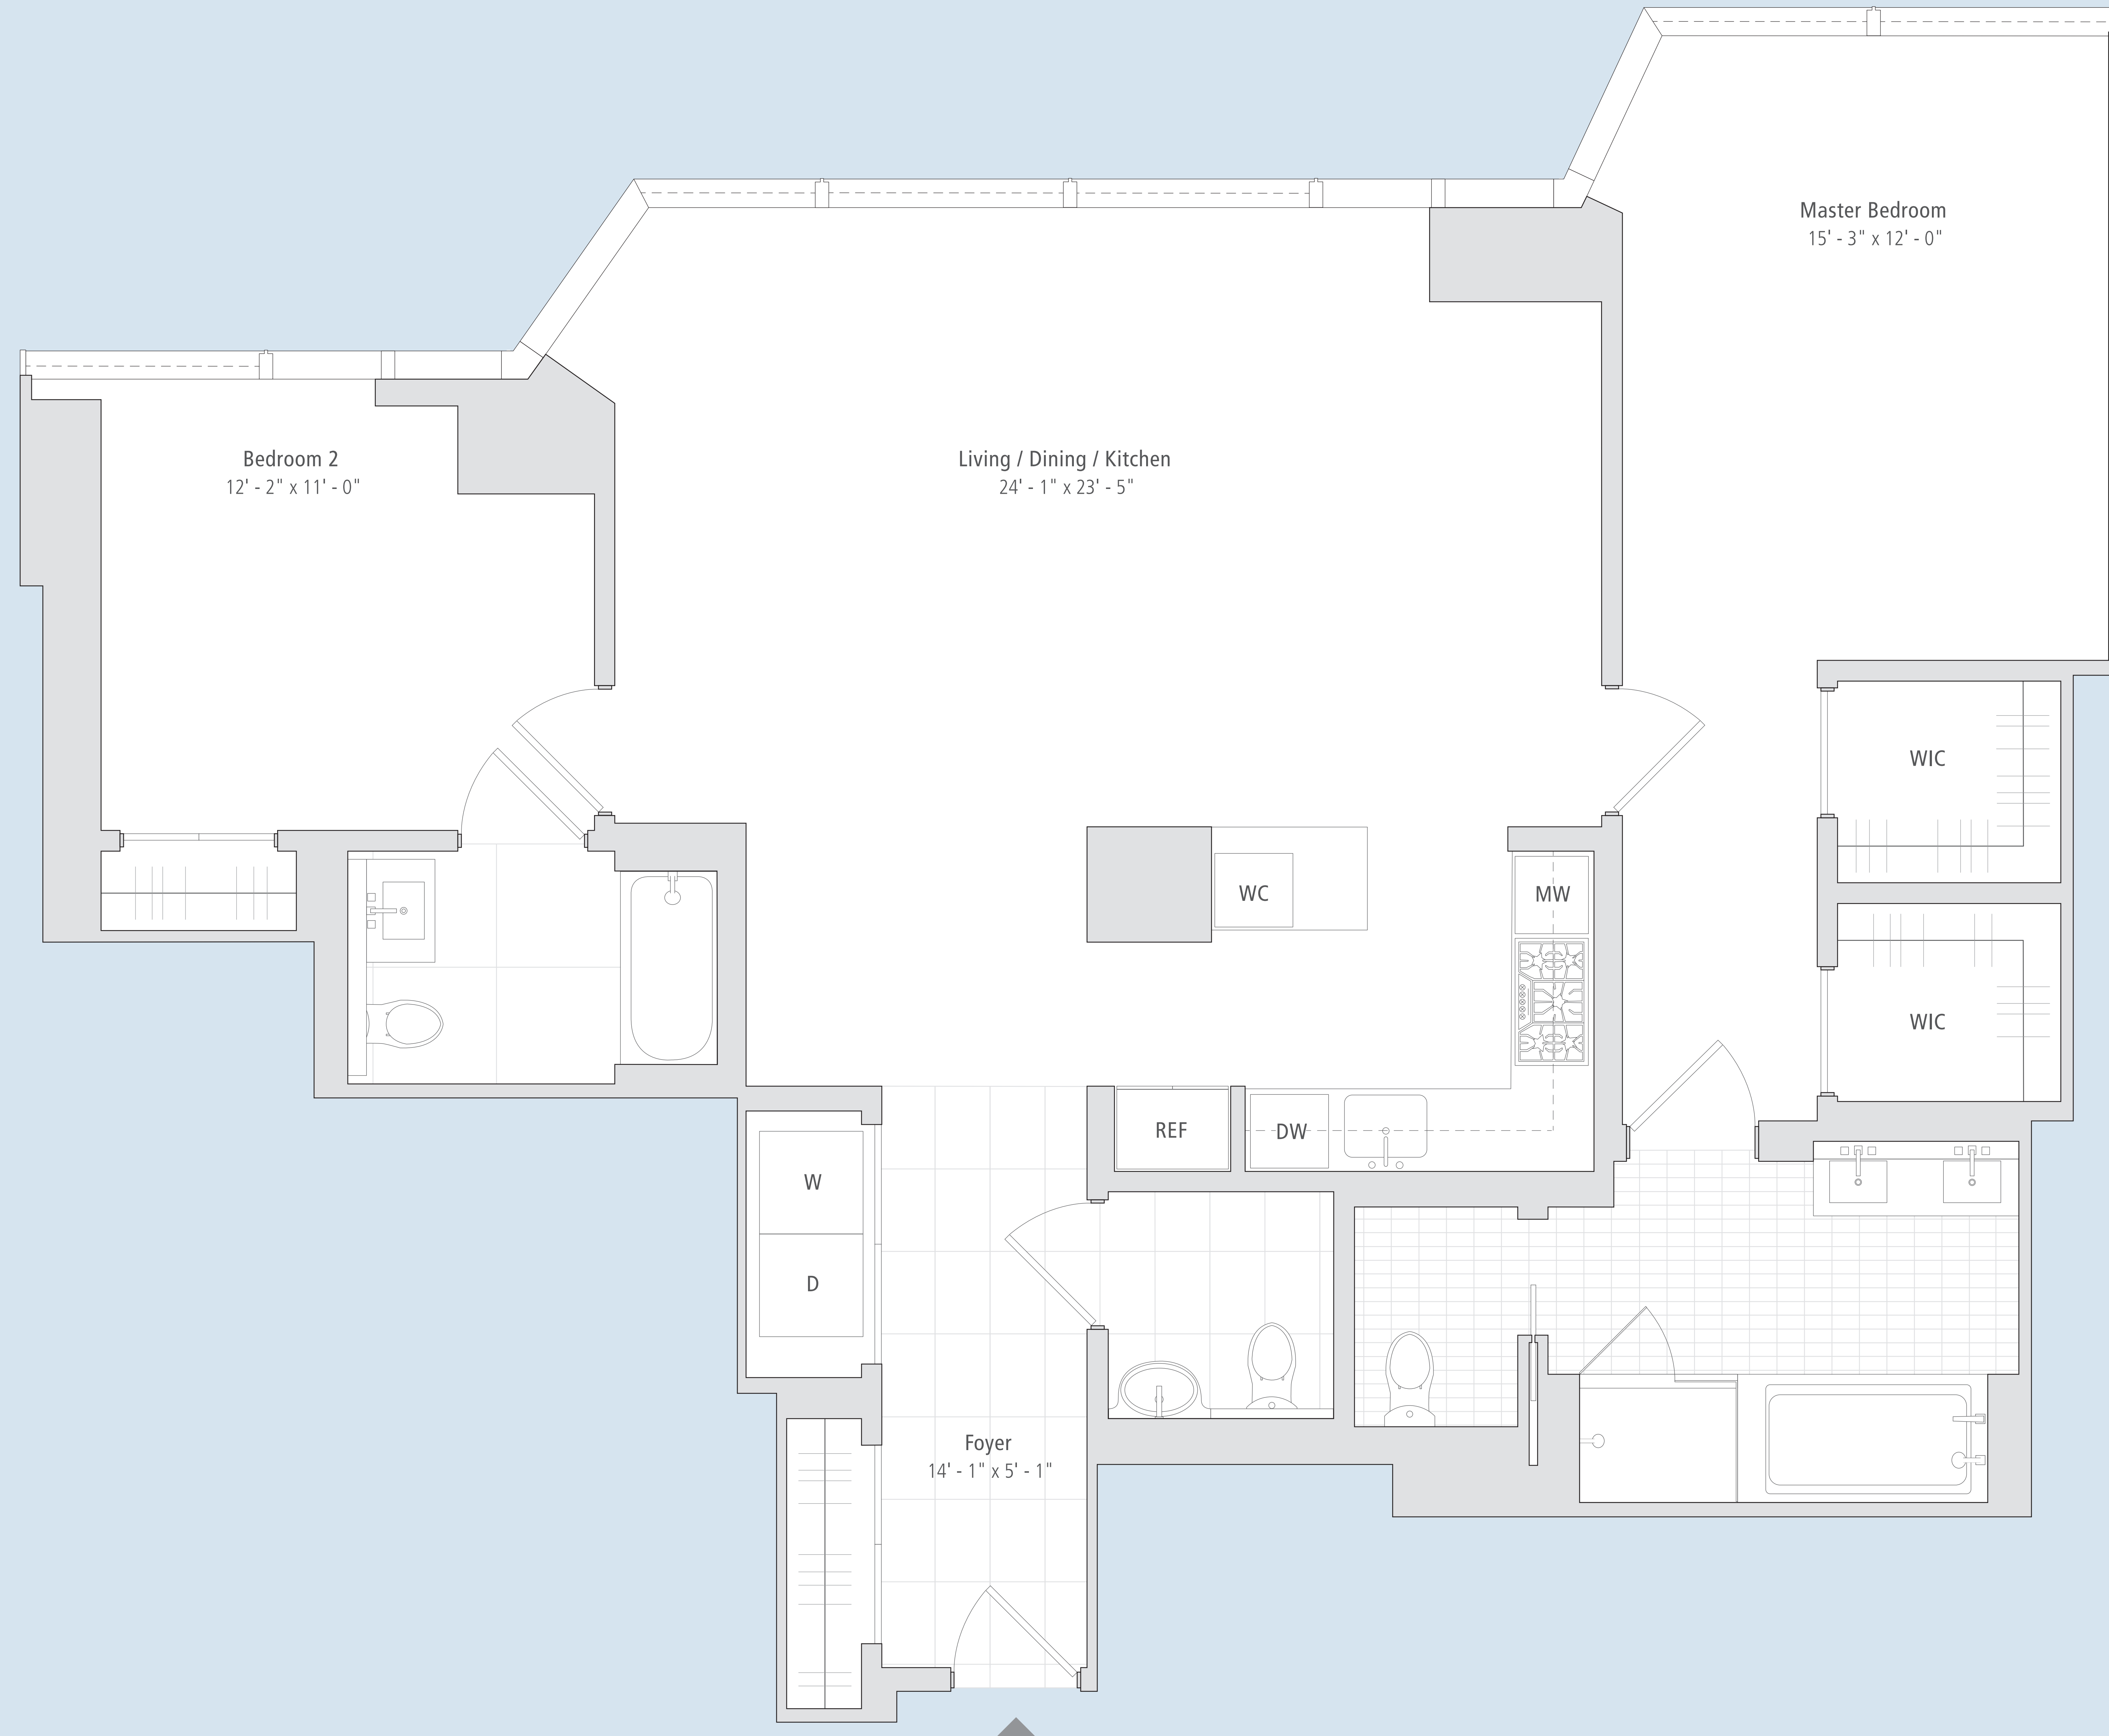 Master Bedroom
15' - 3" x 12' - 0"
Bedroom 2
12' - 2" x 11' - 0"
Living / Dining / Kitchen
24' - 1" x 23' - 5"
WIC
WC
MW
WIC
REF
DW
W
D
Foyer
14' - 1" x 5' - 1"